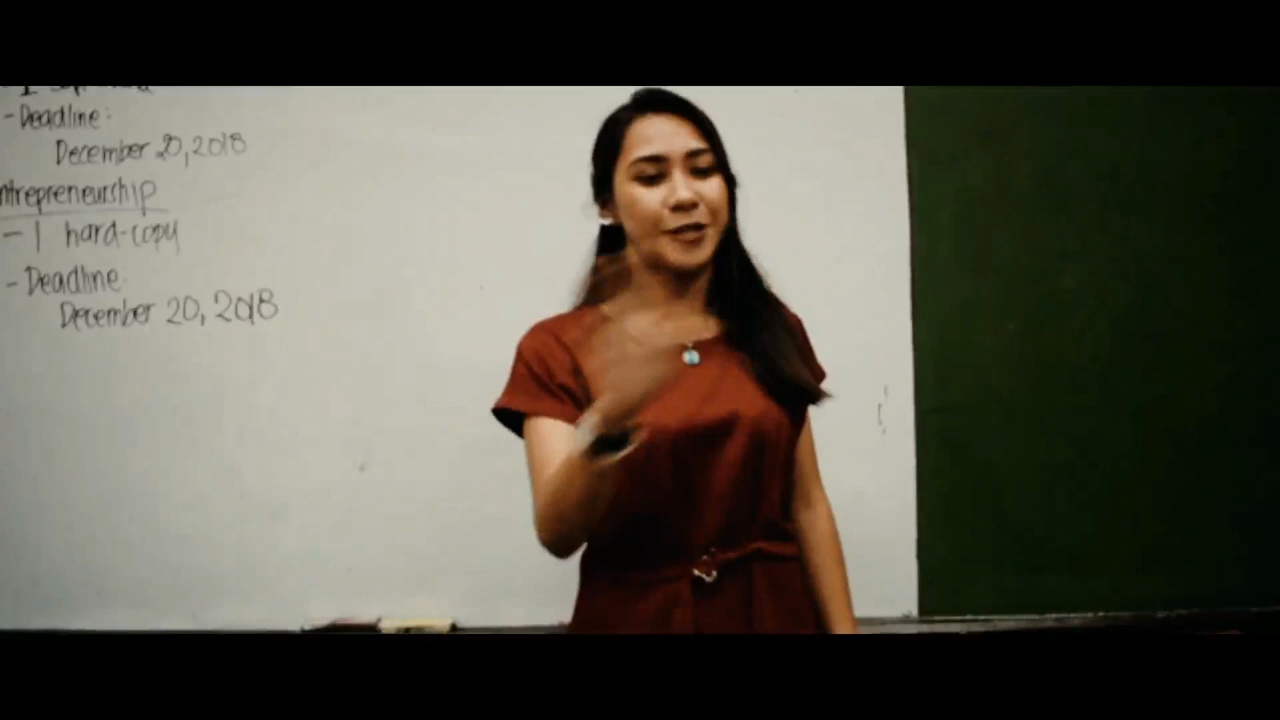 - Deadline:
December 20, 2018
ntrepreneurship
- 1 hard-copy
- Deadline:
December 20, 2018